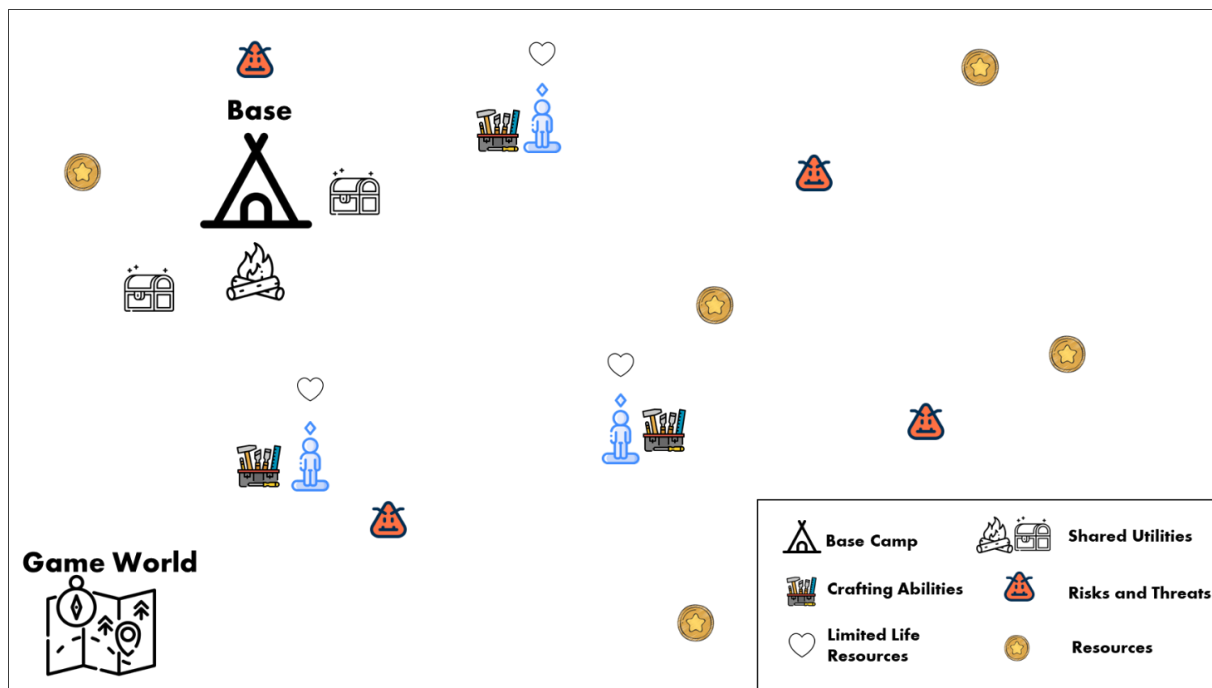 Base
Game World
Base Camp
Shared Utilities
Crafting Abilities
Risks and Threats
Limited Life
Resources
Resources